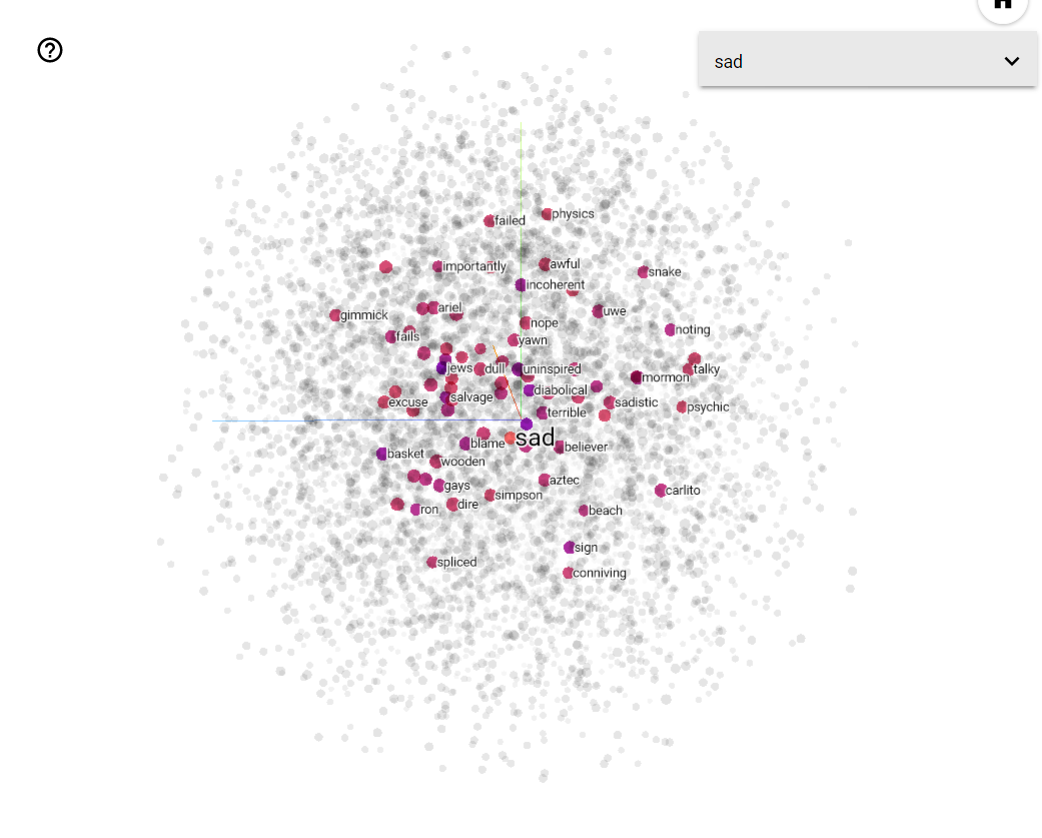 sad
failed
physics
importantly
awful
snake
incoherent
ariel
gimmick
uwe
nope
noting
fails
yawn
jews
dull
uninspired
talky
mormon
diabolical
salvage
excuse
sadistic
psychic
terrible
sad
blame
believer
basket
wooden
aztec
gays
carlito
simpson
dire
ron
beach
sign
spliced
conniving